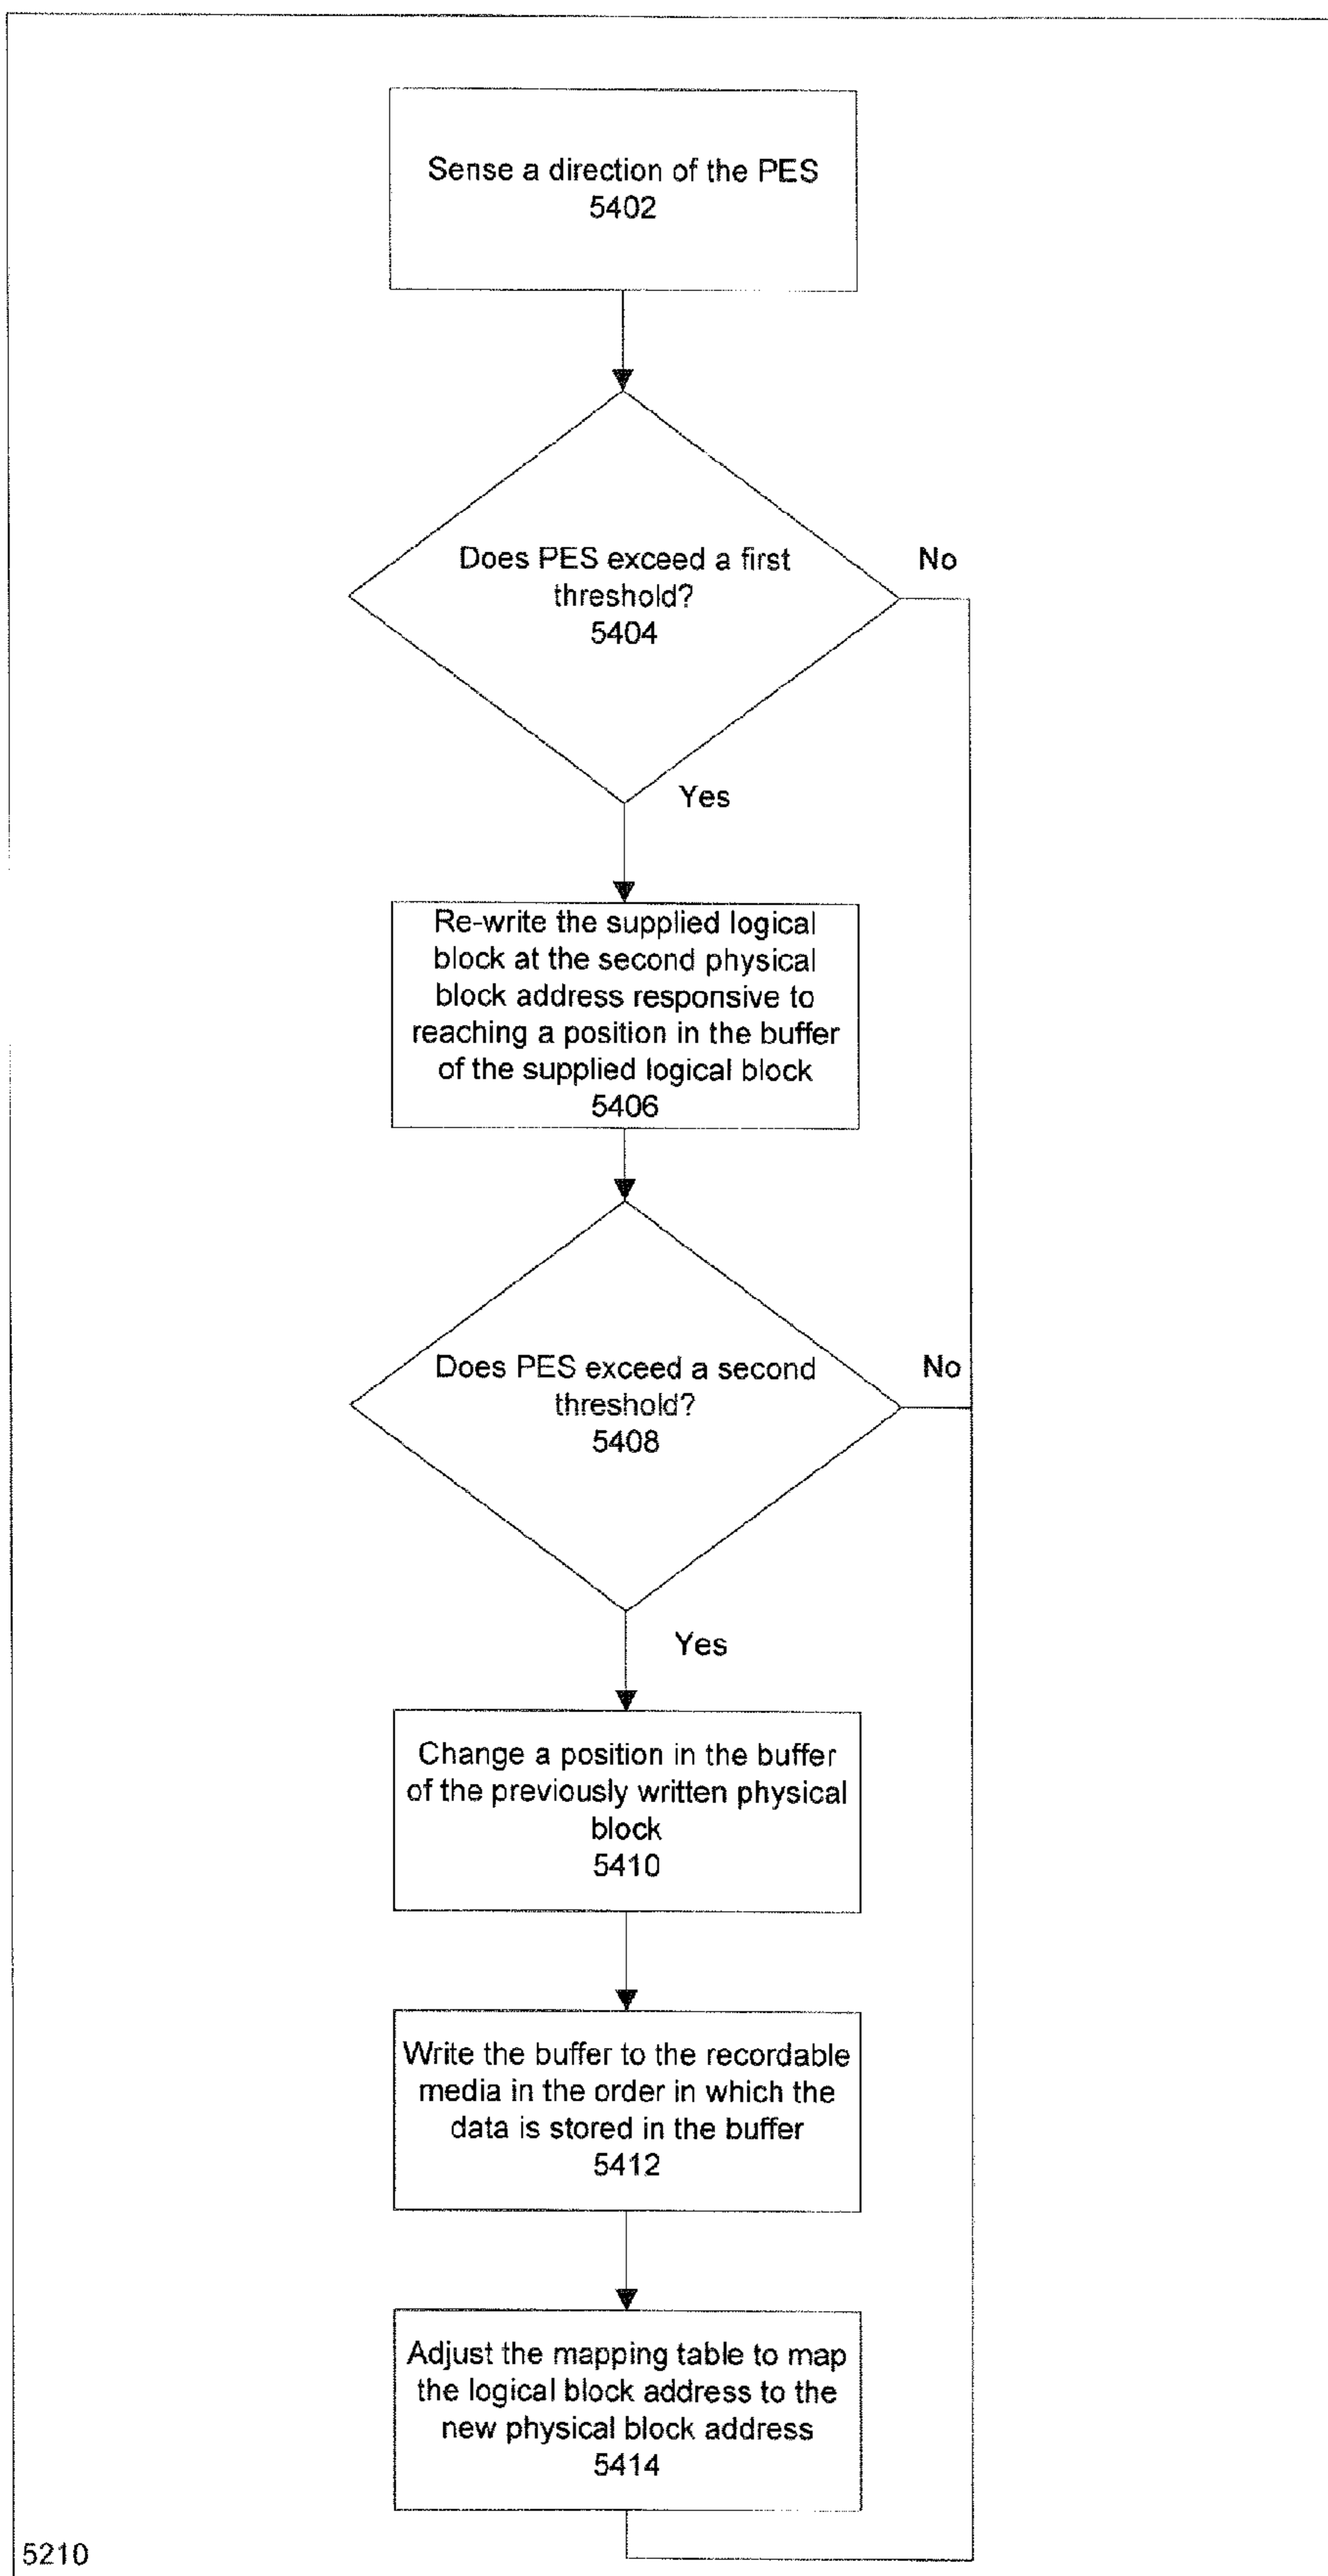 Sense a direction of the PES
5402
Does PES exceed a first
threshold?
5404
No
Yes
Re-write the supplied logical
block at the second physical
block address responsive to
reaching a position in the buffer
of the supplied logical block
5406
Does PES exceed a second
threshold?
5408
No
Yes
Change a position in the buffer
of the previously written physical
block
5410
Write the buffer to the recordable
media in the order in which the
data is stored in the buffer
5412
Adjust the mapping table to map
the logical block address to the
new physical block address
5414
5210